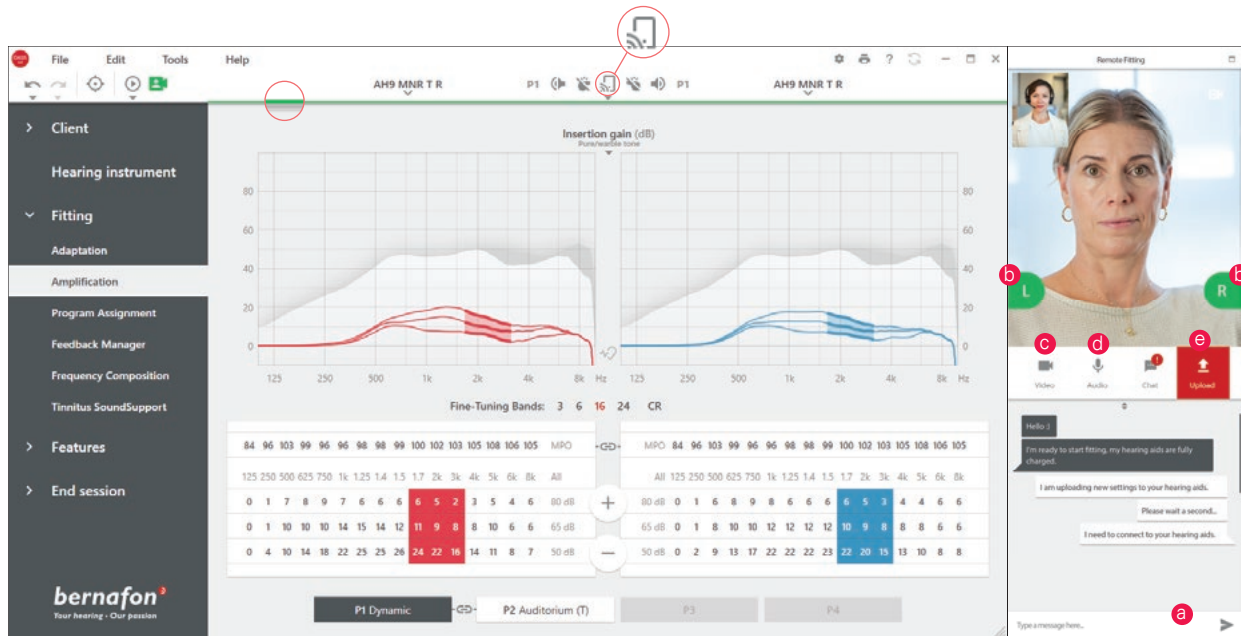 File Edit Tools Help
?
Remote Fitting
AH9 MNR T R P1 P1 AH9 MNR T R
Client
Hearing instrument
Fitting
Adaptation
Amplification
Program Assignment
Feedback Manager
Frequency Composition
Tinnitus SoundSupport
Features
End session
bernafon
Your hearing • Our passion
Insertion gain (dB)
Pure/warble tone
80 80
60 60
40 40
20 20
0 0
125 250 500 1k 2k 4k 8k Hz 125 250 500 1k 2k 4k 8k Hz
Fine-Tuning Bands: 3 6 16 24 CR
84 96 103 99 96 96 98 98 99 100 102 103 105 108 106 105 MPO MPO 84 96 103 99 96 96 98 98 99 100 102 103 105 108 106 105
125 250 500 625 750 1k 1.25 1.4 1.5 1.7 2k 3k 4k 5k 6k 8k All All 125 250 500 625 750 1k 1.25 1.4 1.5 1.7 2k 3k 4k 5k 6k 8k
0 1 7 8 9 7 6 6 6 6 5 2 3 5 4 6 80 dB + 80 dB 0 1 6 8 9 8 6 6 6 6 5 3 4 4 6 6
0 1 10 10 10 14 15 14 12 11 9 8 8 10 6 6 65 dB 65 dB 0 1 8 10 10 12 12 12 12 10 9 8 8 8 6 6
0 4 10 14 18 22 25 25 26 24 22 16 14 11 8 7 50 dB − 50 dB 0 2 9 13 17 22 22 22 23 22 20 15 13 10 8 8
P1 Dynamic P2 Auditorium (T) P3 P4
b b
L R
c d e
Video Audio Chat Upload
!
Hello :)
I'm ready to start fitting, my hearing aids are fully
charged.
I am uploading new settings to your hearing aids.
Please wait a second...
I need to connect to your hearing aids.
a
Type a message here...